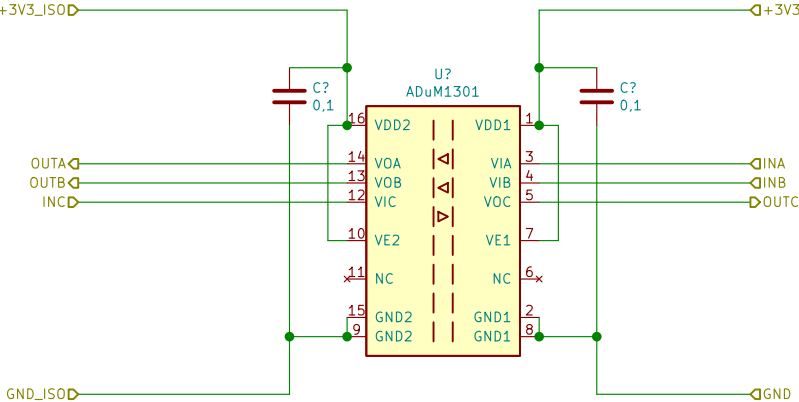 +3V3_ISO
+3V3
C?
0,1
U?
ADuM1301
C?
0,1
16 VDD2 VDD1 1
OUTA 14 VOA VIA 3 INA
OUTB 13 VOB VIB 4 INB
INC 12 VIC VOC 5 OUTC
10 VE2 VE1 7
11 NC NC 6
15 GND2 GND1 2
9 GND2 GND1 8
GND_ISO
GND